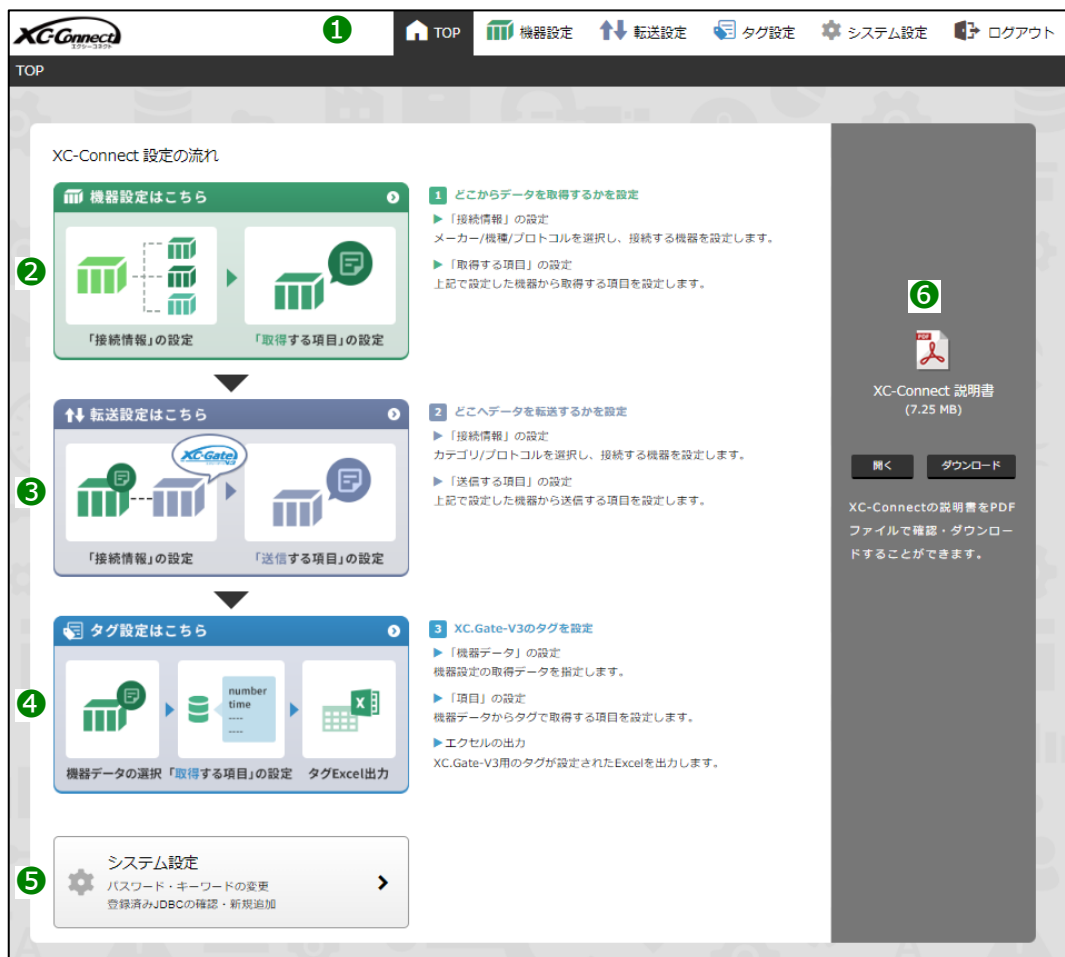 XC-Connect
エクシーコネクト
❶
TOP
機器設定
転送設定
タグ設定
システム設定
ログアウト
TOP
XC-Connect 設定の流れ
❷
機器設定はこちら
「接続情報」の設定
「取得する項目」の設定
1 どこからデータを取得するかを設定
▶「接続情報」の設定
メーカー/機種/プロトコルを選択し、接続する機器を設定します。
▶「取得する項目」の設定
上記で設定した機器から取得する項目を設定します。
❸
転送設定はこちら
XC-Gate V3
「接続情報」の設定
「送信する項目」の設定
2 どこへデータを転送するかを設定
▶「接続情報」の設定
カテゴリ/プロトコルを選択し、接続する機器を設定します。
▶「送信する項目」の設定
上記で設定した機器から送信する項目を設定します。
❹
タグ設定はこちら
number
time
----
----
機器データの選択
「取得する項目」の設定
タグExcel出力
3 XC.Gate-V3のタグを設定
▶「機器データ」の設定
機器設定の取得データを指定します。
▶「項目」の設定
機器データからタグで取得する項目を設定します。
▶エクセルの出力
XC.Gate-V3用のタグが設定されたExcelを出力します。
❺
システム設定
パスワード・キーワードの変更
登録済みJDBCの確認・新規追加
❻
PDF
XC-Connect 説明書
(7.25 MB)
開く
ダウンロード
XC-Connectの説明書をPDF
ファイルで確認・ダウンロー
ドすることができます。